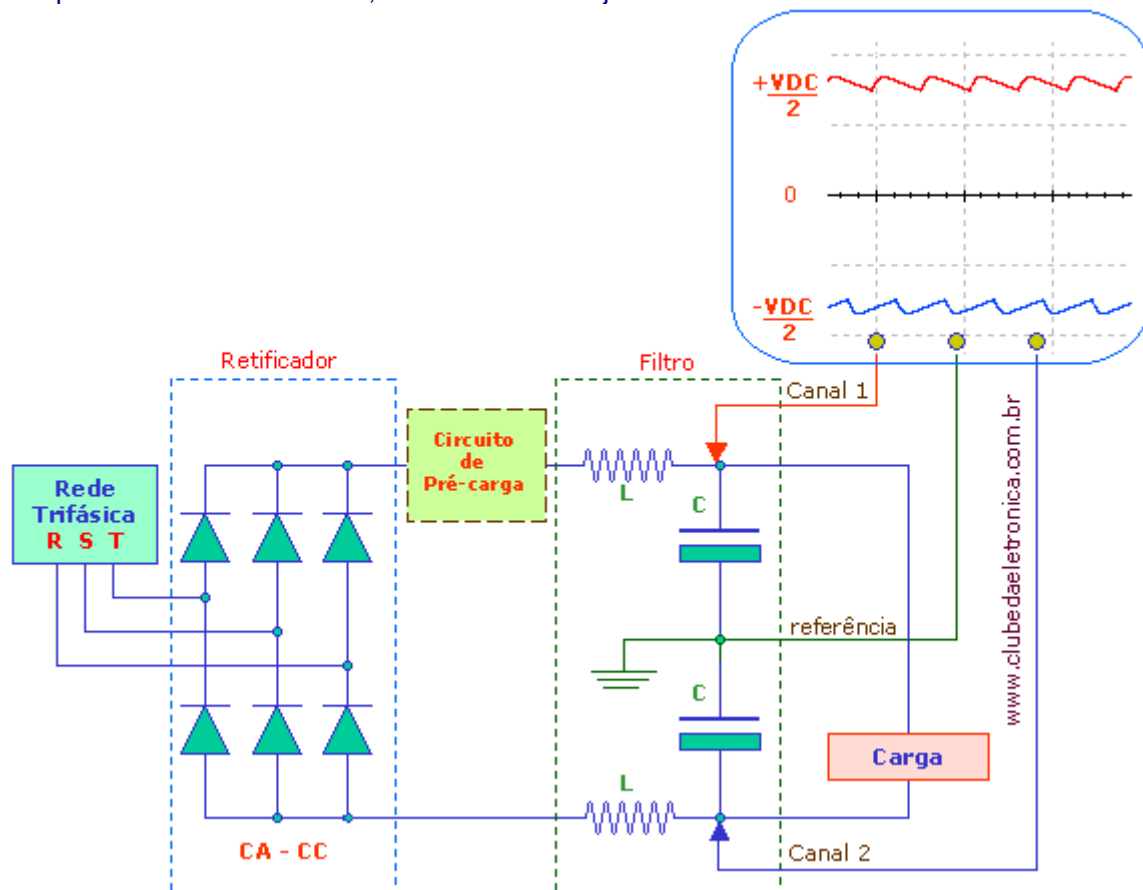 +VDC
2
0
-VDC
2
Retificador
Filtro
Canal 1
Circuito
de
Pré-carga
Rede
Trifásica
R S T
L
C
referência
C
Carga
L
CA - CC
Canal 2
www.clubedaeletronica.com.br